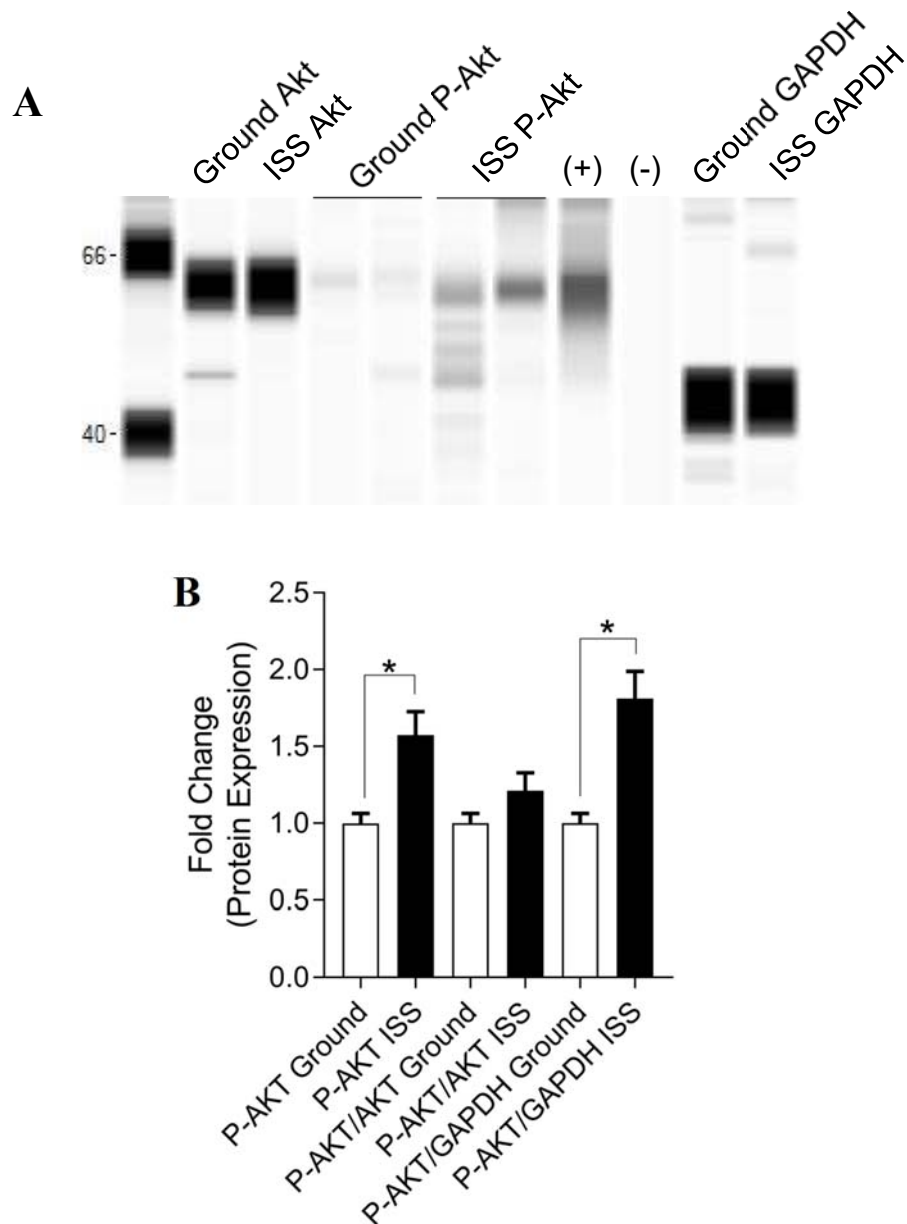 A
Ground Akt
ISS Akt
Ground P-Akt
ISS P-Akt
(+)
(-)
Ground GAPDH
ISS GAPDH
66-
40-
B
Fold Change
(Protein Expression)
2.5
2.0
1.5
1.0
0.5
0.0
*
*
P-AKT Ground
P-AKT ISS
P-AKT/AKT Ground
P-AKT/AKT ISS
P-AKT/GAPDH Ground
P-AKT/GAPDH ISS